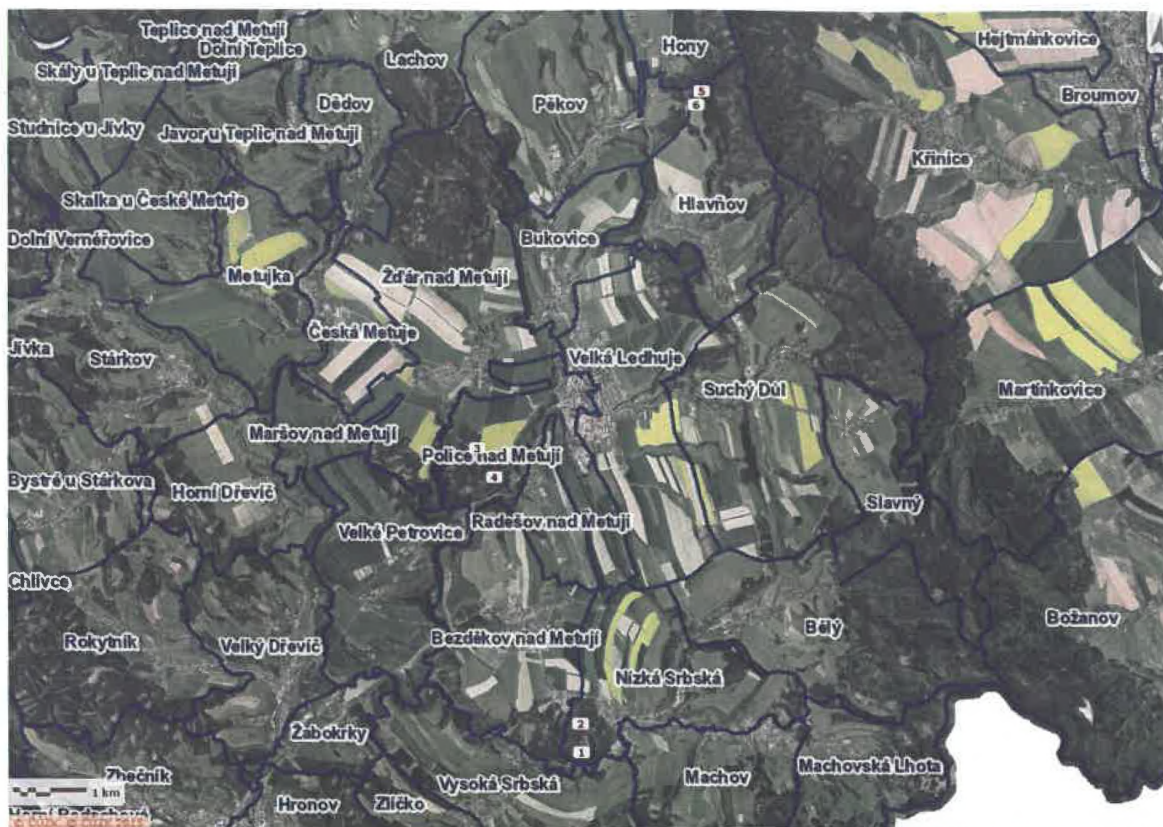 Teplice nad Metují
Dolní Teplice
Lachov
Hony
Hejtmánkovice
Skály u Teplic nad Metují
Dědov
Pěkov
5
6
Broumov
Studnice u Jívky
Javor u Teplic nad Metují
Křinice
Skalka u České Metuje
Hlavňov
Dolní Vernéřovice
Bukovice
Metujka
Žďár nad Metují
Česká Metuje
Jívka
Stárkov
Velká Ledhuje
Suchý Důl
Martínkovice
Maršov nad Metují
3
Police nad Metují
4
Bystré u Stárkova
Horní Dřevíč
Slavný
Radešov nad Metují
Velké Petrovice
Chlívce
Božanov
Rokytník
Velký Dřevíč
Bezděkov nad Metují
Bělý
Nízká Srbská
2
Žabokrky
1
Zbečník
Vysoká Srbská
Machov
Machovská Lhota
1 km
Hronov
Zlíčko